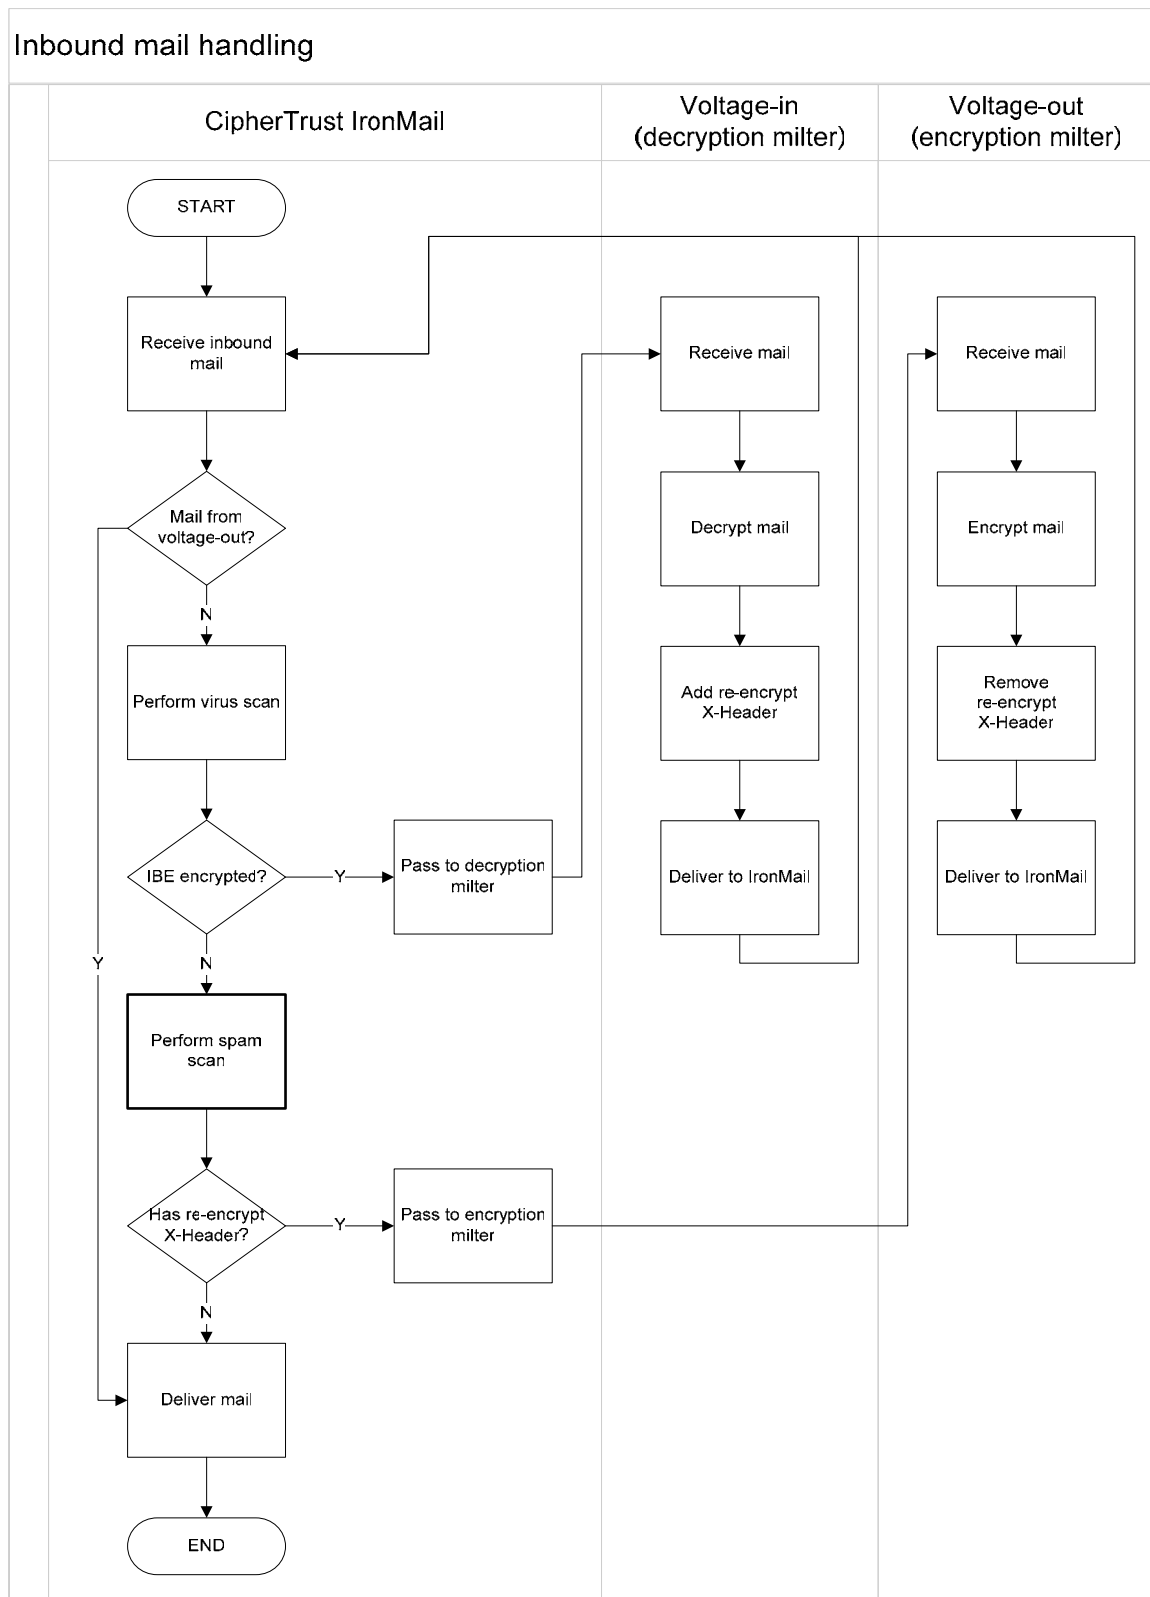 Inbound mail handling
CipherTrust IronMail
Voltage-in
(decryption milter)
Voltage-out
(encryption milter)
START
Receive inbound
mail
Mail from
voltage-out?
N
Perform virus scan
IBE encrypted?
Y
Pass to decryption
milter
Y
N
Perform spam
scan
Has re-encrypt
X-Header?
Y
Pass to encryption
milter
N
Deliver mail
END
Receive mail
Decrypt mail
Add re-encrypt
X-Header
Deliver to IronMail
Receive mail
Encrypt mail
Remove
re-encrypt
X-Header
Deliver to IronMail